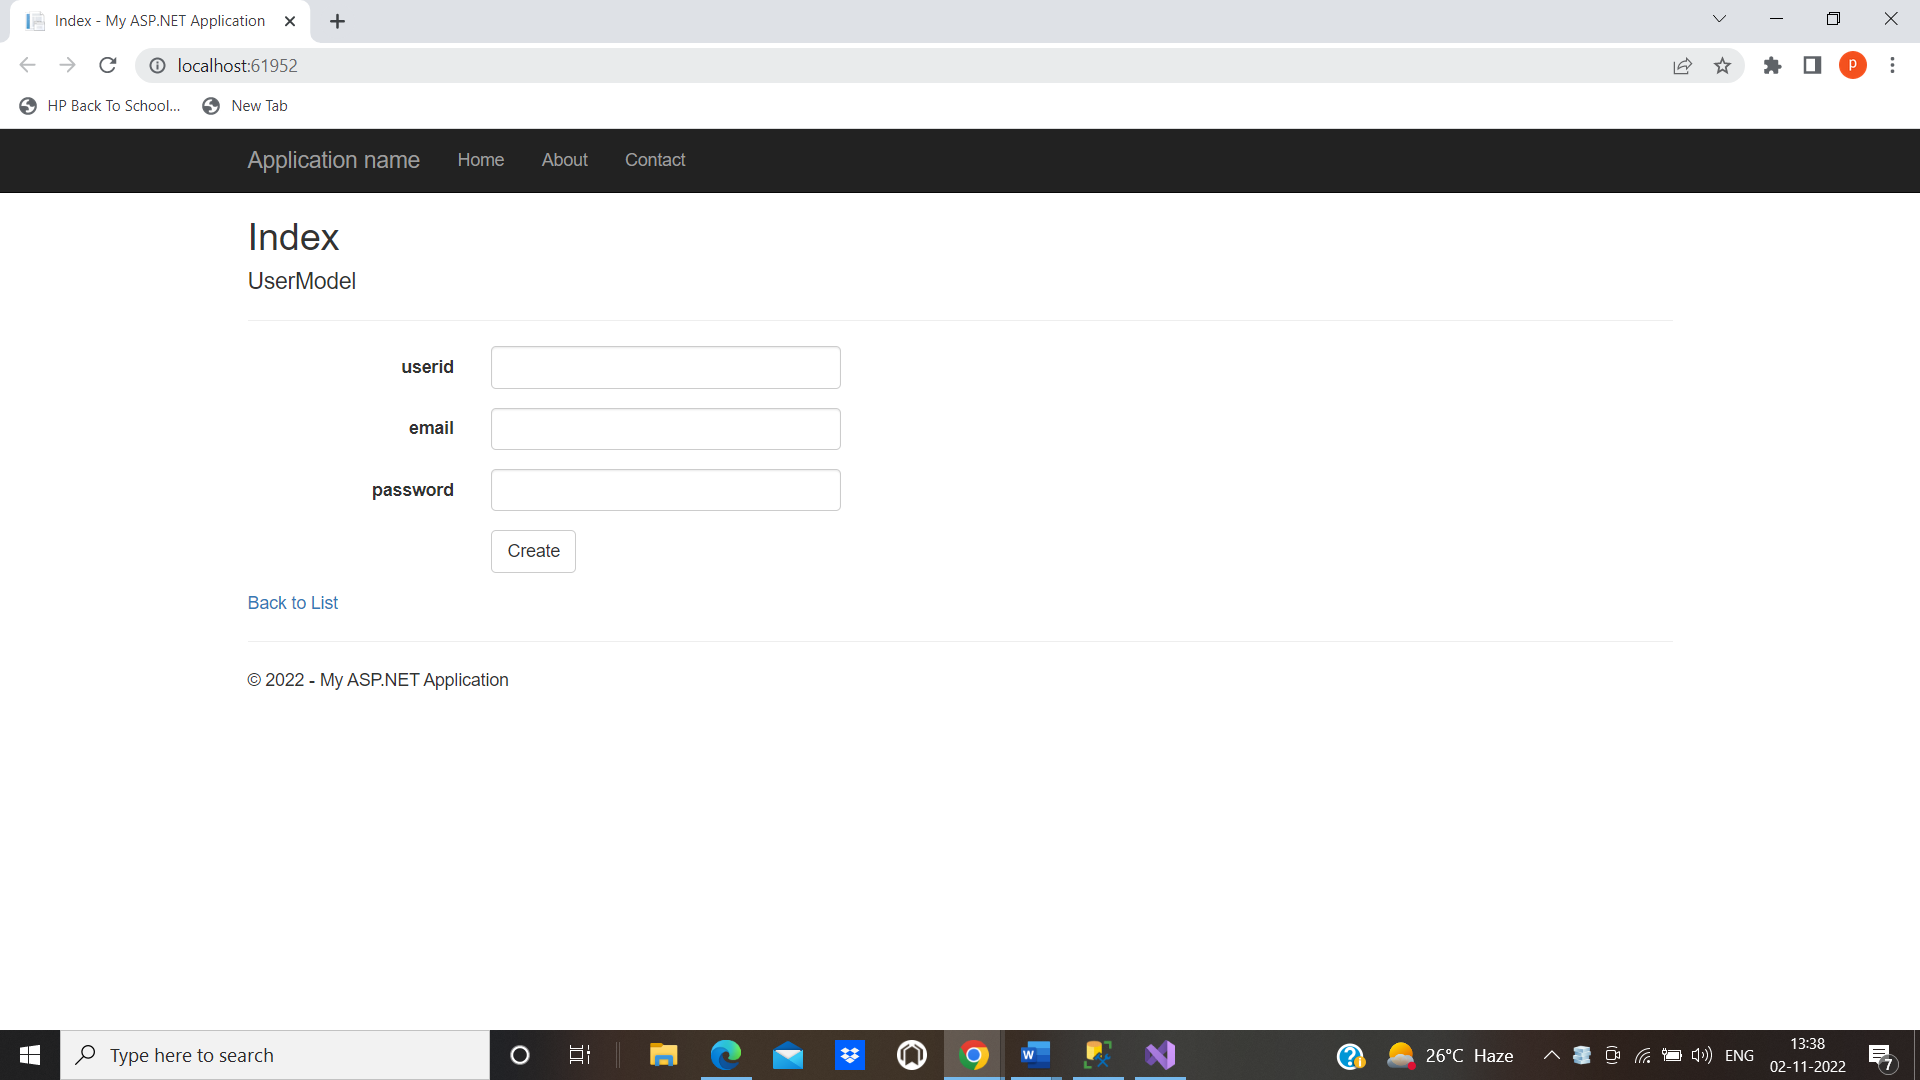 Index - My ASP.NET Application
localhost:61952
P
HP Back To School...
New Tab
Application name Home About Contact
Index
UserModel
userid
email
password
Create
Back to List
© 2022 - My ASP.NET Application
Type here to search
W
26°C Haze
ENG
13:38
02-11-2022
7